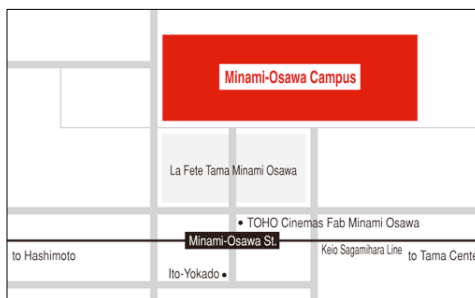 Minami-Osawa Campus
La Fete Tama Minami Osawa
• TOHO Cinemas Fab Minami Osawa
Minami-Osawa St.
to Hashimoto
Keio Sagamihara Line
to Tama Cente
Ito-Yokado •